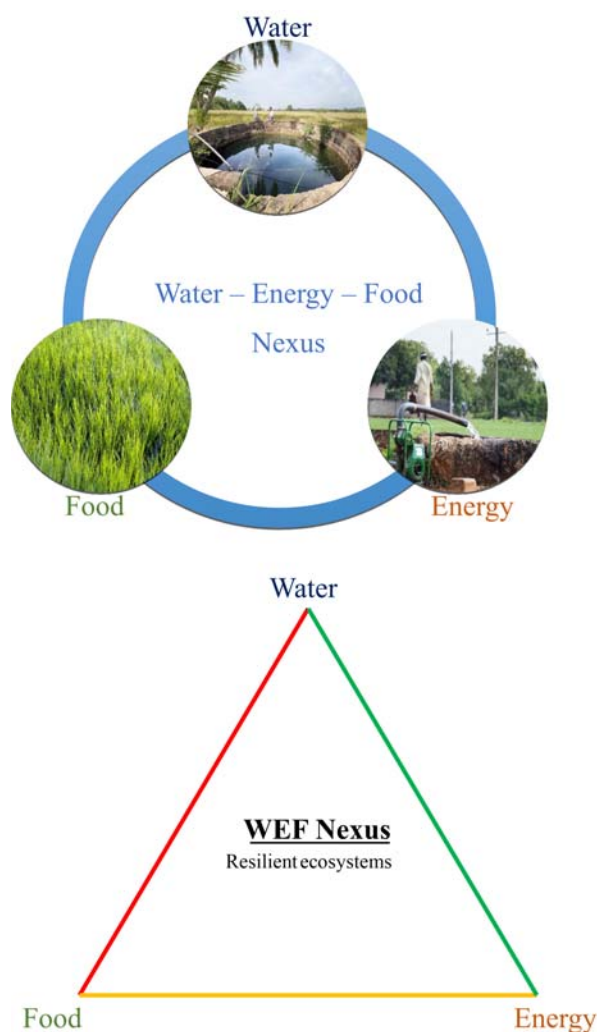 Water
Water – Energy – Food
Nexus
Food
Energy
Water
WEF Nexus
Resilient ecosystems
Food
Energy